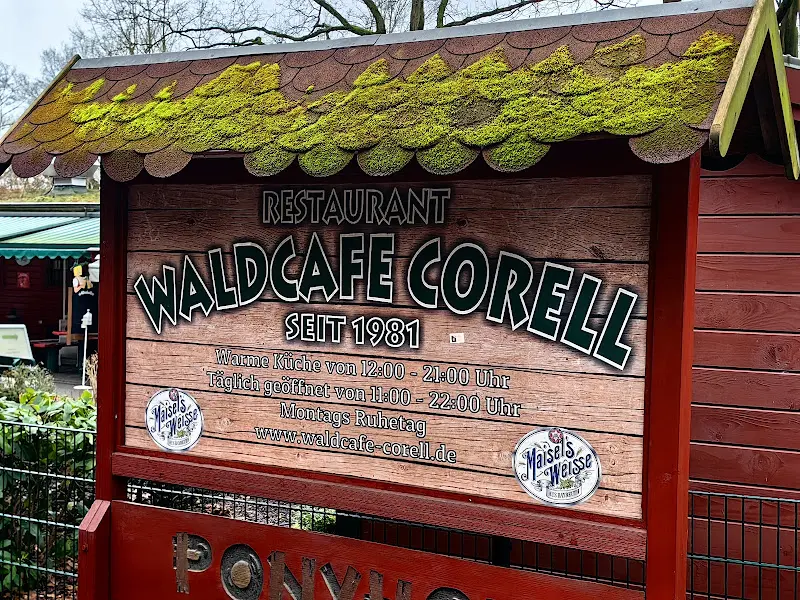 RESTAURANT
WALDCAFE CORELL
SEIT 1981
Warme Küche von 12:00 - 21:00 Uhr
Täglich geöffnet von 11:00 - 22:00 Uhr
Montags Ruhetag
www.waldcafe-corell.de
Maisel's
Weisse
Maisel's
Weisse